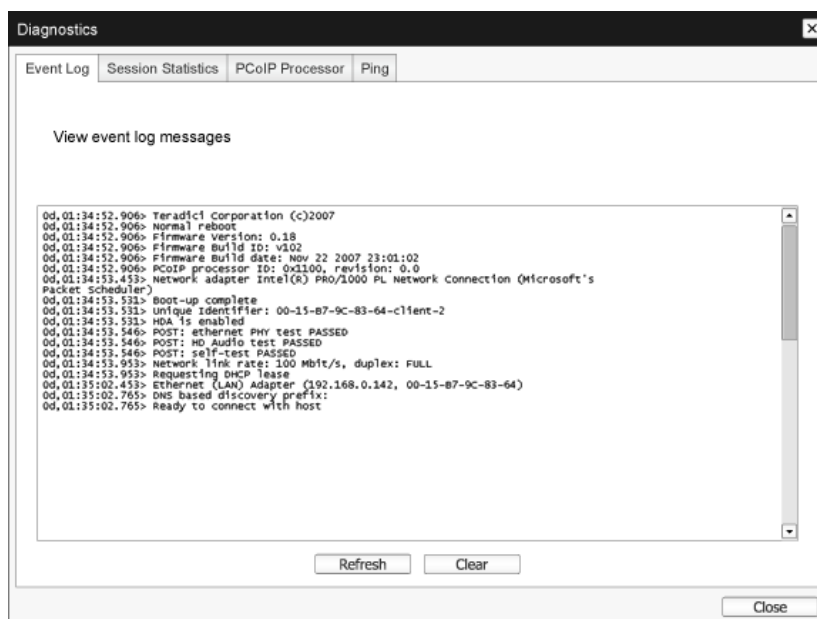 Diagnostics
Event Log Session Statistics PCoIP Processor Ping
View event log messages
0d,01:34:52.906> Teradici Corporation (c)2007
0d,01:34:52.906> Normal reboot
0d,01:34:52.906> Firmware Version: 0.18
0d,01:34:52.906> Firmware Build ID: v102
0d,01:34:52.906> Firmware Build date: Nov 22 2007 23:01:02
0d,01:34:52.906> PCoIP processor ID: 0x1100, revision: 0.0
0d,01:34:53.453> Network adapter Intel(R) PRO/1000 PL Network Connection (Microsoft's
Packet Scheduler)
0d,01:34:53.531> Boot-up complete
0d,01:34:53.531> Unique Identifier: 00-15-B7-9C-83-64-client-2
0d,01:34:53.531> HDA is enabled
0d,01:34:53.546> POST: ethernet PHY test PASSED
0d,01:34:53.546> POST: HD Audio test PASSED
0d,01:34:53.546> POST: self-test PASSED
0d,01:34:53.953> Network link rate: 100 Mbit/s, duplex: FULL
0d,01:34:53.953> Requesting DHCP lease
0d,01:35:02.453> Ethernet (LAN) Adapter (192.168.0.142, 00-15-B7-9C-83-64)
0d,01:35:02.765> DNS based discovery prefix:
0d,01:35:02.765> Ready to connect with host
Refresh Clear
Close